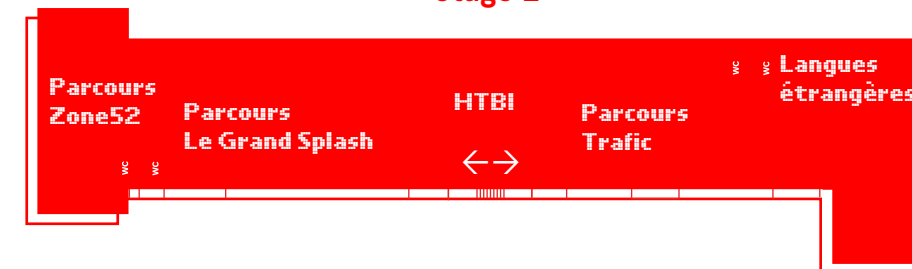 Parcours
Zone52
Parcours
Le Grand Splash
HTBI
←→
Parcours
Trafic
Langues
étrangères
wc
wc
wc
wc